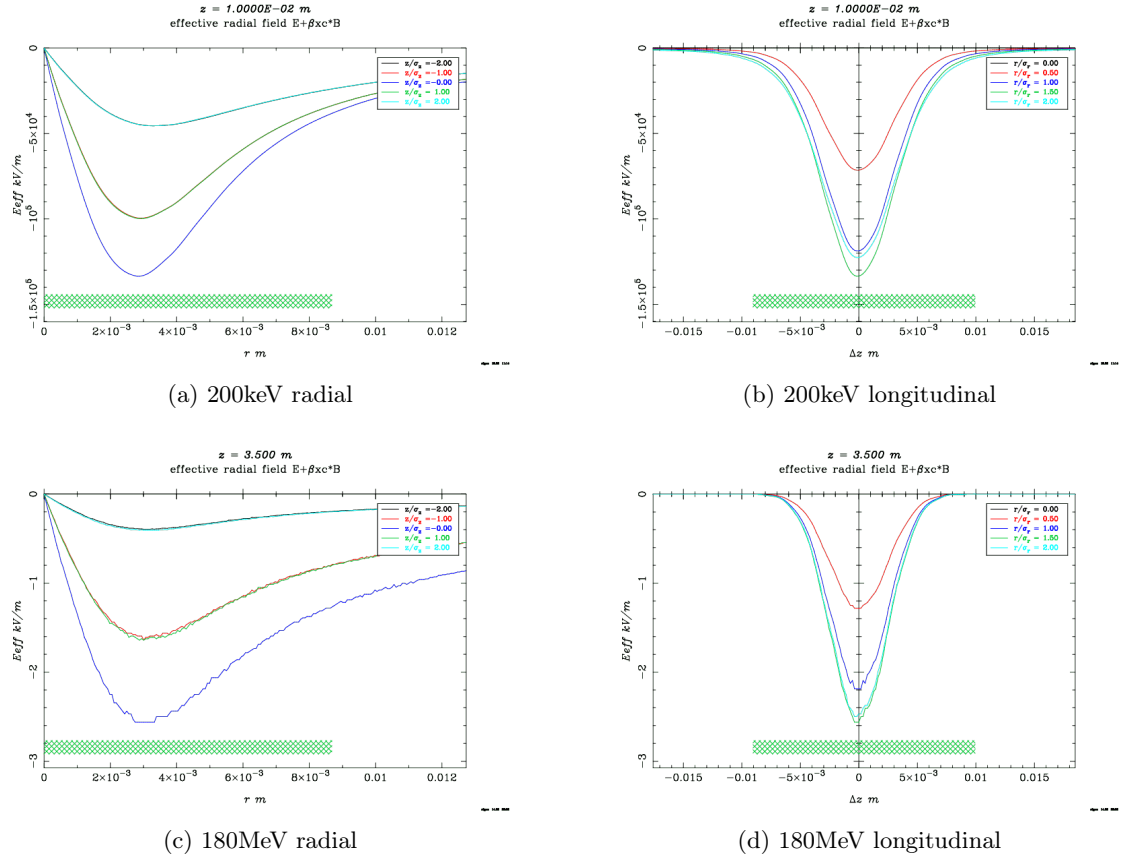 z = 1.0000E-02 m
effective radial field E+βxc*B
z/σz =-2.00
z/σz =-1.00
z/σz =-0.00
z/σz = 1.00
z/σz = 2.00
0
-5×10⁴
-10⁵
-1.5×10⁵
Eeff kV/m
0
2×10⁻³
4×10⁻³
6×10⁻³
8×10⁻³
0.01
0.012
r m
(a) 200keV radial
z = 1.0000E-02 m
effective radial field E+βxc*B
r/σr = 0.00
r/σr = 0.50
r/σr = 1.00
r/σr = 1.50
r/σr = 2.00
0
-5×10⁴
-10⁵
-1.5×10⁵
Eeff kV/m
-0.015
-0.01
-5×10⁻³
0
5×10⁻³
0.01
0.015
Δz m
(b) 200keV longitudinal
z = 3.500 m
effective radial field E+βxc*B
z/σz =-2.00
z/σz =-1.00
z/σz =-0.00
z/σz = 1.00
z/σz = 2.00
0
-1
-2
-3
Eeff kV/m
0
2×10⁻³
4×10⁻³
6×10⁻³
8×10⁻³
0.01
0.012
r m
(c) 180MeV radial
z = 3.500 m
effective radial field E+βxc*B
r/σr = 0.00
r/σr = 0.50
r/σr = 1.00
r/σr = 1.50
r/σr = 2.00
0
-1
-2
-3
Eeff kV/m
-0.015
-0.01
-5×10⁻³
0
5×10⁻³
0.01
0.015
Δz m
(d) 180MeV longitudinal